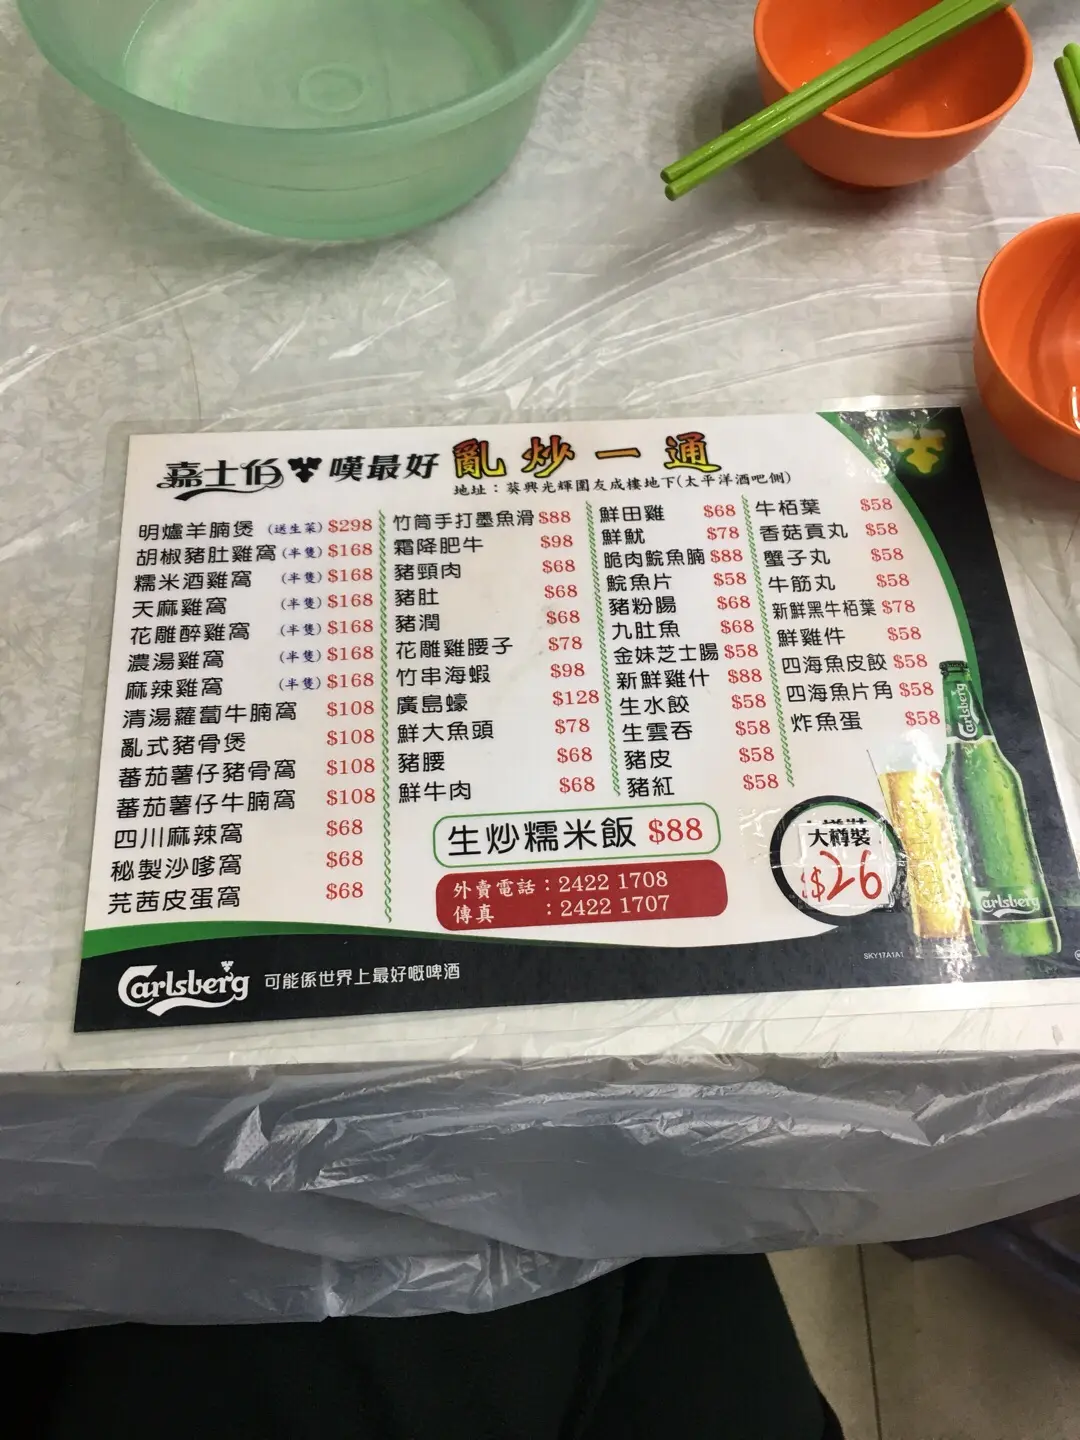 嘉士伯 嘆最好 亂炒一通
地址：葵興光輝圍友成樓地下(太平洋酒吧側)
明爐羊腩煲 (送生菜) $298
胡椒豬肚雞窩 (半隻) $168
糯米酒雞窩 (半隻) $168
天麻雞窩 (半隻) $168
花雕醉雞窩 (半隻) $168
濃湯雞窩 (半隻) $168
麻辣雞窩 (半隻) $168
清湯蘿蔔牛腩窩 $108
亂式豬骨煲 $108
蕃茄薯仔豬骨窩 $108
蕃茄薯仔牛腩窩 $108
四川麻辣窩 $68
秘製沙嗲窩 $68
芫茜皮蛋窩 $68
竹筒手打墨魚滑 $88
霜降肥牛 $98
豬頸肉 $68
豬肚 $68
豬潤 $68
花雕雞腰子 $78
竹串海蝦 $98
廣島蠔 $128
鮮大魚頭 $78
豬腰 $68
鮮牛肉 $68
鮮田雞 $68
鮮魷 $78
脆肉鯇魚腩 $88
鯇魚片 $58
豬粉腸 $68
九肚魚 $68
金妹芝士腸 $58
新鮮雞什 $88
生水餃 $58
生雲吞 $58
豬皮 $58
豬紅 $58
牛栢葉 $58
香菇貢丸 $58
蟹子丸 $58
牛筋丸 $58
新鮮黑牛栢葉 $78
鮮雞件 $58
四海魚皮餃 $58
四海魚片角 $58
炸魚蛋 $58
生炒糯米飯 $88
外賣電話：2422 1708
傳真 ：2422 1707
大樽裝
$26
Carlsberg
Carlsberg
SKY17A1A1
Carlsberg 可能係世界上最好嘅啤酒